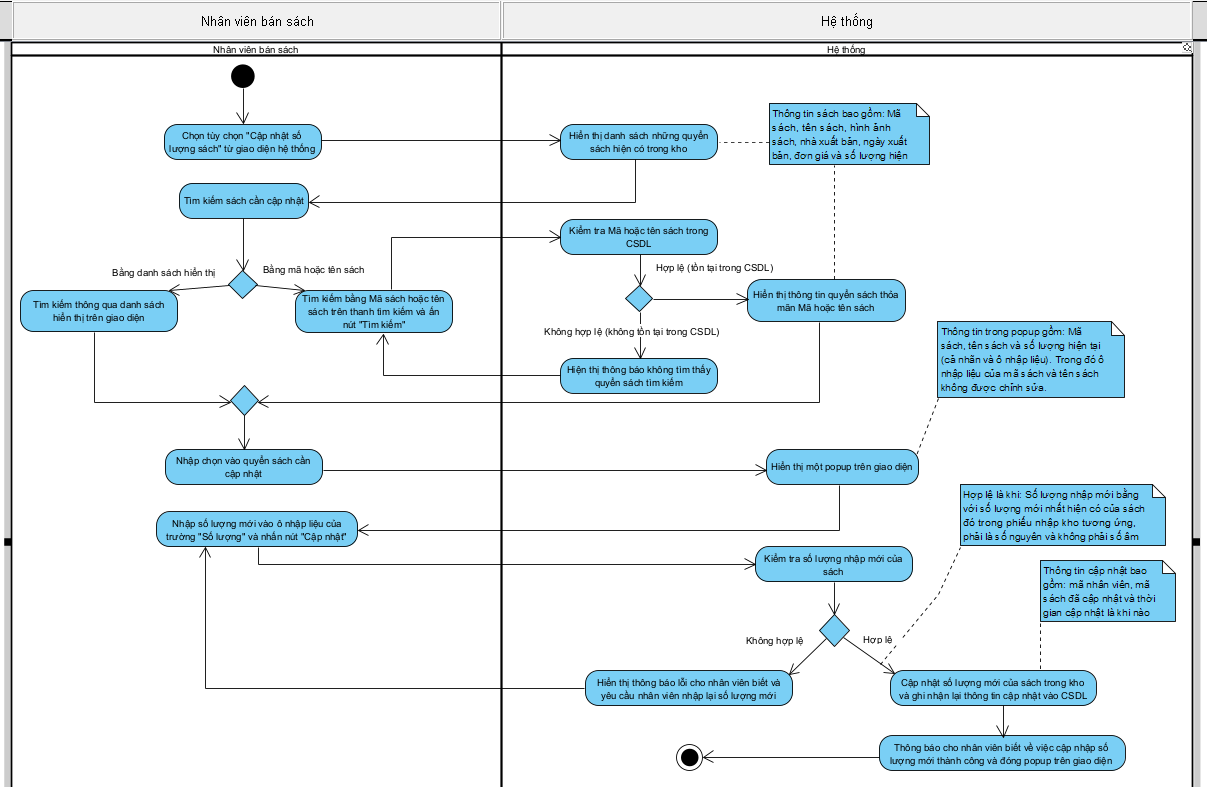 Nhân viên bán sách
Hệ thống
Nhân viên bán sách
Hệ thống
Chọn tùy chọn "Cập nhật số
lượng sách" từ giao diện hệ thống
Hiển thị danh sách những quyển
sách hiện có trong kho
Thông tin sách bao gồm: Mã
sách, tên sách, hình ảnh
sách, nhà xuất bản, ngày xuất
bản, đơn giá và số lượng hiện
Tìm kiếm sách cần cập nhật
Kiểm tra Mã hoặc tên sách trong
CSDL
Bằng danh sách hiển thị
Bằng mã hoặc tên sách
Hợp lệ (tồn tại trong CSDL)
Tìm kiếm thông qua danh sách
hiển thị trên giao diện
Tìm kiếm bằng Mã sách hoặc tên
sách trên thanh tìm kiếm và ấn
nút "Tìm kiếm"
Hiển thị thông tin quyển sách thỏa
mãn Mã hoặc tên sách
Không hợp lệ (không tồn tại trong CSDL)
Hiện thị thông báo không tìm thấy
quyển sách tìm kiếm
Thông tin trong popup gồm: Mã
sách, tên sách và số lượng hiện tại
(cả nhãn và ô nhập liệu). Trong đó ô
nhập liệu của mã sách và tên sách
không được chỉnh sửa.
Nhập chọn vào quyển sách cần
cập nhật
Hiển thị một popup trên giao diện
Nhập số lượng mới vào ô nhập liệu của
trường "Số lượng" và nhấn nút "Cập nhật"
Hợp lệ là khi: Số lượng nhập mới bằng
với số lượng mới nhất hiện có của sách
đó trong phiếu nhập kho tương ứng,
phải là số nguyên và không phải số âm
Kiểm tra số lượng nhập mới của
sách
Thông tin cập nhật bao
gồm: mã nhân viên, mã
sách đã cập nhật và thời
gian cập nhật là khi nào
Không hợp lệ
Hợp lệ
Hiển thị thông báo lỗi cho nhân viên biết và
yêu cầu nhân viên nhập lại số lượng mới
Cập nhật số lượng mới của sách trong kho
và ghi nhận lại thông tin cập nhật vào CSDL
Thông báo cho nhân viên biết về việc cập nhập số
lượng mới thành công và đóng popup trên giao diện